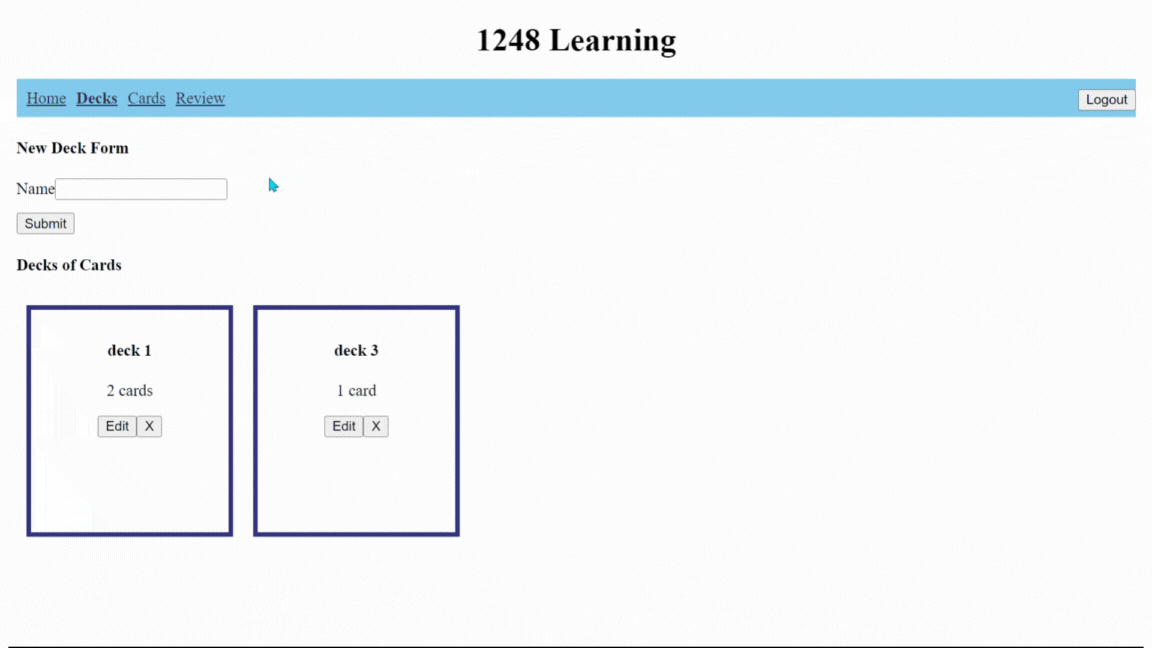 1248 Learning
Home Decks Cards Review Logout
New Deck Form
Name
Submit
Decks of Cards
deck 1
2 cards
Edit X
deck 3
1 card
Edit X